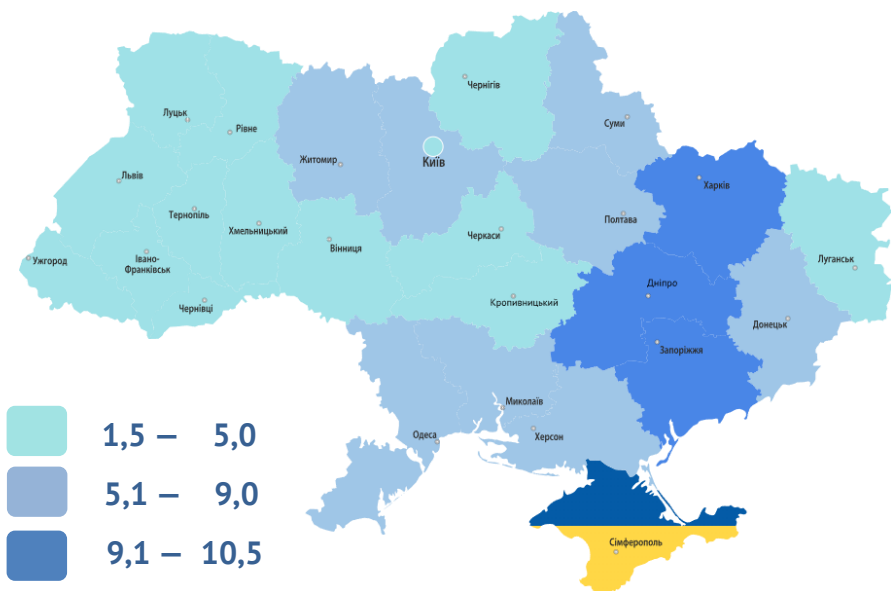 Чернігів
Луцьк
Рівне
Суми
Київ
Житомир
Львів
Харків
Тернопіль
Хмельницький
Полтава
Черкаси
Вінниця
Ужгород
Івано-
Франківськ
Луганськ
Чернівці
Кропивницький
Дніпро
Донецьк
Запоріжжя
Миколаїв
Одеса
Херсон
Сімферополь
1,5 – 5,0
5,1 – 9,0
9,1 – 10,5